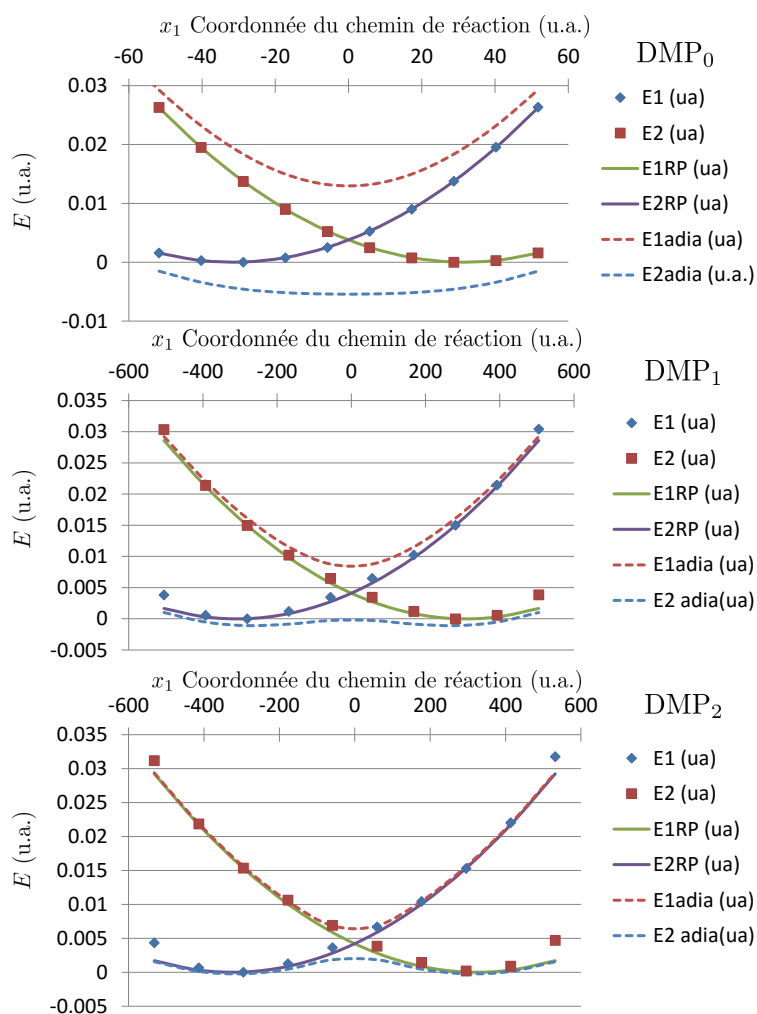 x₁ Coordonnée du chemin de réaction (u.a.)
-60 -40 -20 0 20 40 60
DMP₀
0.03
0.02
0.01
0
-0.01
E (u.a.)
E1 (ua)
E2 (ua)
E1RP (ua)
E2RP (ua)
E1adia (ua)
E2adia (u.a.)
x₁ Coordonnée du chemin de réaction (u.a.)
-600 -400 -200 0 200 400 600
DMP₁
0.035
0.03
0.025
0.02
0.015
0.01
0.005
0
-0.005
E (u.a.)
E1 (ua)
E2 (ua)
E1RP (ua)
E2RP (ua)
E1adia (ua)
E2 adia(ua)
x₁ Coordonnée du chemin de réaction (u.a.)
-600 -400 -200 0 200 400 600
DMP₂
0.035
0.03
0.025
0.02
0.015
0.01
0.005
0
-0.005
E (u.a.)
E1 (ua)
E2 (ua)
E1RP (ua)
E2RP (ua)
E1adia (ua)
E2 adia(ua)